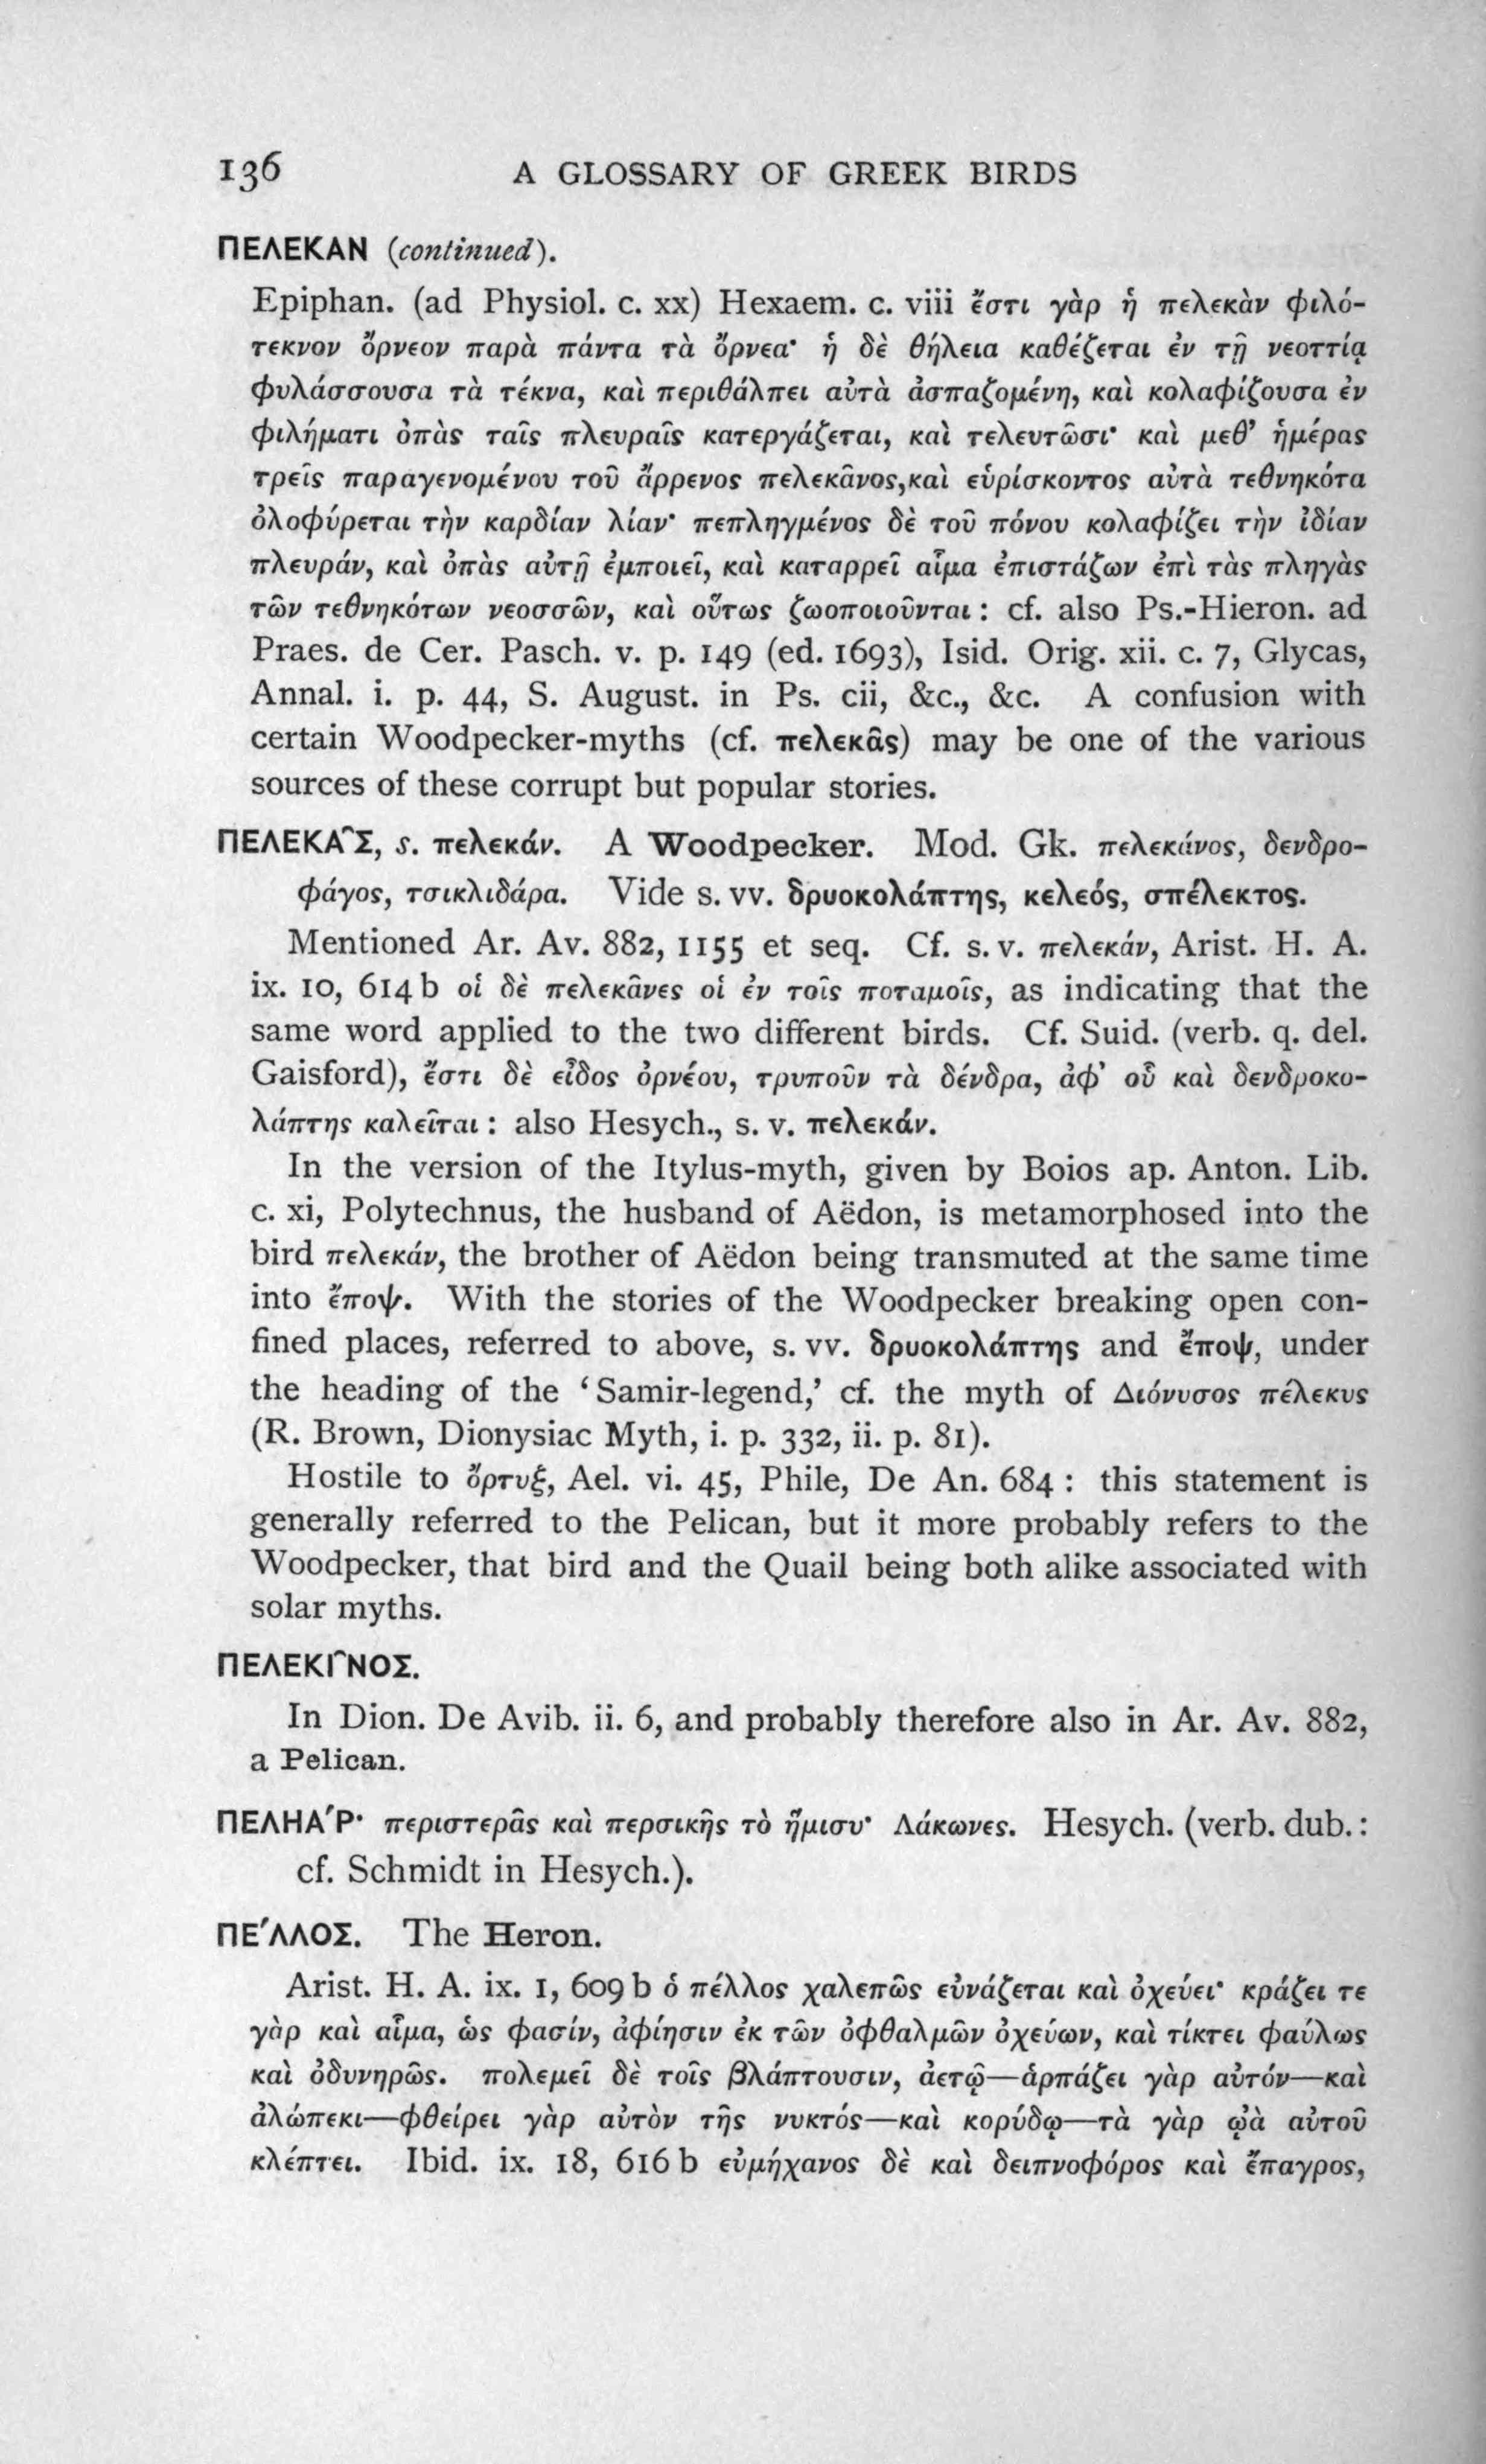 136 A GLOSSARY OF GREEK BIRDS
ΠΕΛΕΚΑΝ (continued).
Epiphan. (ad Physiol. c. xx) Hexaem. c. viii ἔστι γὰρ ἡ πελεκὰν φιλό-
τεκνον ὄρνεον παρὰ πάντα τὰ ὄρνεα· ἡ δὲ θήλεια καθέζεται ἐν τῇ νεοττίᾳ
φυλάσσουσα τὰ τέκνα, καὶ περιθάλπει αὐτὰ ἀσπαζομένη, καὶ κολαφίζουσα ἐν
φιλήματι ὀπὰς ταῖς πλευραῖς κατεργάζεται, καὶ τελευτῶσι· καὶ μεθ’ ἡμέρας
τρεῖς παραγενομένου τοῦ ἄρρενος πελεκᾶνος, καὶ εὑρίσκοντος αὐτὰ τεθνηκότα
ὀλοφύρεται τὴν καρδίαν λίαν· πεπληγμένος δὲ τοῦ πόνου κολαφίζει τὴν ἰδίαν
πλευράν, καὶ ὀπὰς αὐτῇ ἐμποιεῖ, καὶ καταρρεῖ αἷμα ἐπιστάζων ἐπὶ τὰς πληγὰς
τῶν τεθνηκότων νεοσσῶν, καὶ οὕτως ζωοποιοῦνται : cf. also Ps.-Hieron. ad
Praes. de Cer. Pasch. v. p. 149 (ed. 1693), Isid. Orig. xii. c. 7, Glycas,
Annal. i. p. 44, S. August. in Ps. cii, &c., &c. A confusion with
certain Woodpecker-myths (cf. πελεκᾶς) may be one of the various
sources of these corrupt but popular stories.
ΠΕΛΕΚΑ῀Σ, s. πελεκάν. A Woodpecker. Mod. Gk. πελεκάνος, δενδρο-
φάγος, τσικλιδάρα. Vide s. vv. δρυοκολάπτης, κελεός, σπέλεκτος.
Mentioned Ar. Av. 882, 1155 et seq. Cf. s. v. πελεκάν, Arist. H. A.
ix. 10, 614 b οἱ δὲ πελεκᾶνες οἱ ἐν τοῖς ποταμοῖς, as indicating that the
same word applied to the two different birds. Cf. Suid. (verb. q. del.
Gaisford), ἔστι δὲ εἶδος ὀρνέου, τρυποῦν τὰ δένδρα, ἀφ’ οὗ καὶ δενδροκο-
λάπτης καλεῖται : also Hesych., s. v. πελεκάν.
In the version of the Itylus-myth, given by Boios ap. Anton. Lib.
c. xi, Polytechnus, the husband of Aëdon, is metamorphosed into the
bird πελεκάν, the brother of Aëdon being transmuted at the same time
into ἔποψ. With the stories of the Woodpecker breaking open con-
fined places, referred to above, s. vv. δρυοκολάπτης and ἔποψ, under
the heading of the ‘Samir-legend,’ cf. the myth of Διόνυσος πέλεκυς
(R. Brown, Dionysiac Myth, i. p. 332, ii. p. 81).
Hostile to ὄρτυξ, Ael. vi. 45, Phile, De An. 684 : this statement is
generally referred to the Pelican, but it more probably refers to the
Woodpecker, that bird and the Quail being both alike associated with
solar myths.
ΠΕΛΕΚΙ῀ΝΟΣ.
In Dion. De Avib. ii. 6, and probably therefore also in Ar. Av. 882,
a Pelican.
ΠΕΛΗΑ´Ρ· περιστερᾶς καὶ περσικῆς τὸ ἥμισυ· Λάκωνες. Hesych. (verb. dub. :
cf. Schmidt in Hesych.).
ΠΕ´ΛΛΟΣ. The Heron.
Arist. H. A. ix. 1, 609 b ὁ πέλλος χαλεπῶς εὐνάζεται καὶ ὀχεύει· κράζει τε
γὰρ καὶ αἷμα, ὡς φασίν, ἀφίησιν ἐκ τῶν ὀφθαλμῶν ὀχεύων, καὶ τίκτει φαύλως
καὶ ὀδυνηρῶς. πολεμεῖ δὲ τοῖς βλάπτουσιν, ἀετῷ—ἁρπάζει γὰρ αὐτόν—καὶ
ἀλώπεκι—φθείρει γὰρ αὐτὸν τῆς νυκτός—καὶ κορύδῳ—τὰ γὰρ ᾠὰ αὐτοῦ
κλέπτει. Ibid. ix. 18, 616 b εὐμήχανος δὲ καὶ δειπνοφόρος καὶ ἔπαγρος,